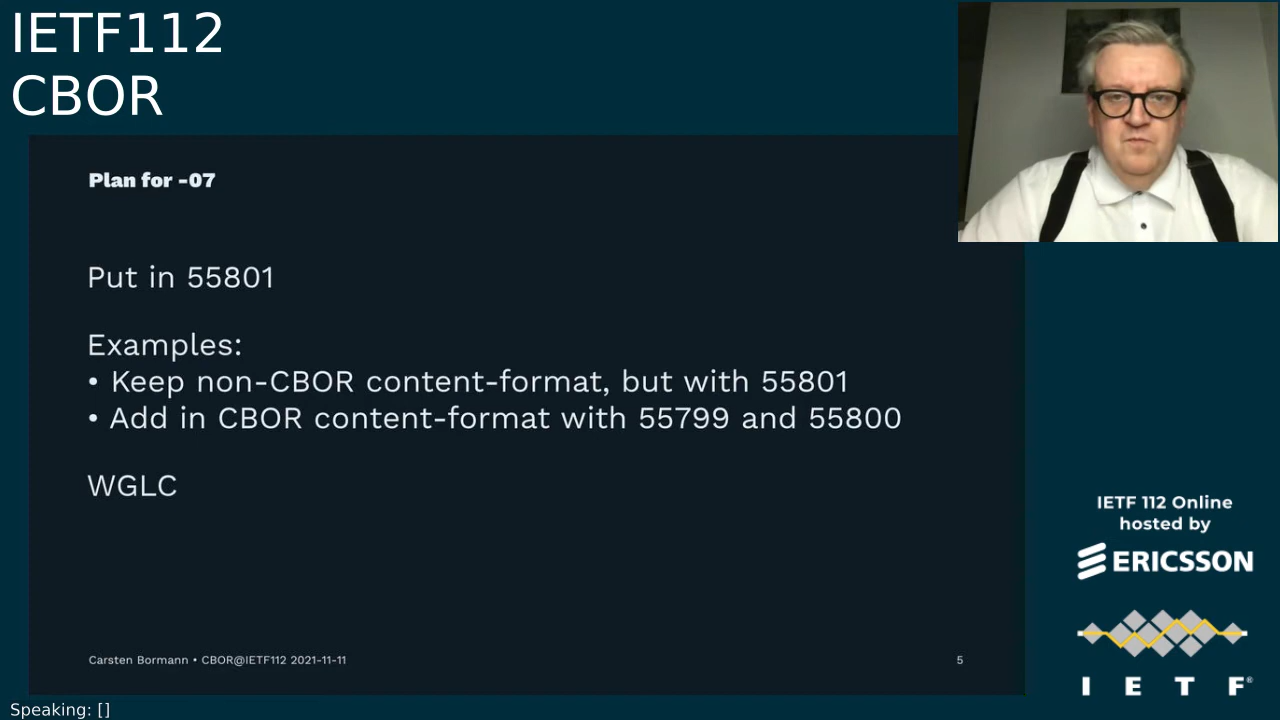 IETF112
CBOR
Plan for -07
Put in 55801
Examples:
• Keep non-CBOR content-format, but with 55801
• Add in CBOR content-format with 55799 and 55800
WGLC
Carsten Bormann • CBOR@IETF112 2021-11-11
5
IETF 112 Online
hosted by
ERICSSON
I E T F®
Speaking: []